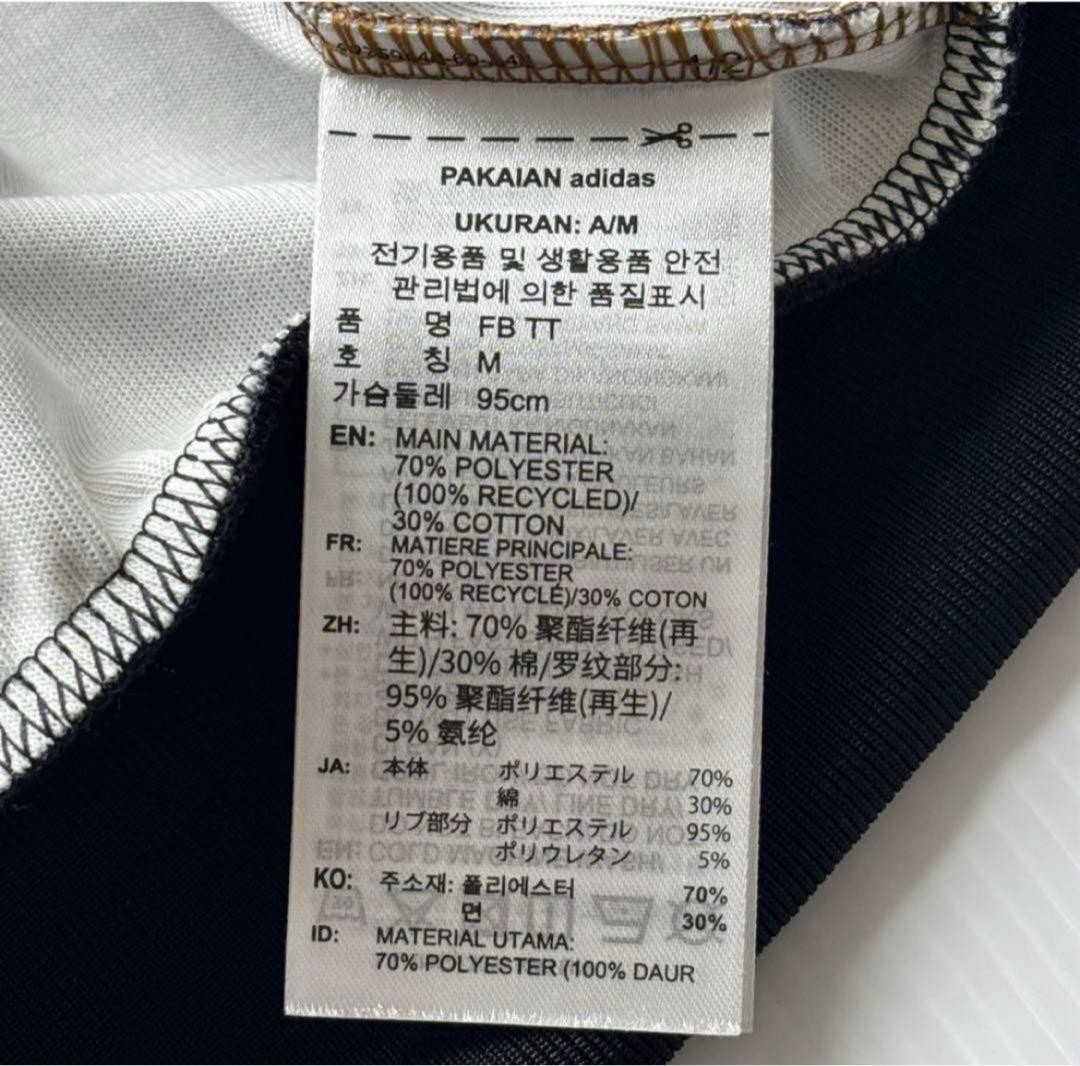 1/2
PAKAIAN adidas
UKURAN: A/M
전기용품 및 생활용품 안전
관리법에 의한 품질표시
품 명 FB TT
호 칭 M
가슴둘레 95cm
EN: MAIN MATERIAL:
70% POLYESTER
(100% RECYCLED)/
30% COTTON
FR: MATIERE PRINCIPALE:
70% POLYESTER
(100% RECYCLÉ)/30% COTON
ZH: 主料: 70% 聚酯纤维(再
生)/30% 棉/罗纹部分:
95% 聚酯纤维(再生)/
5% 氨纶
JA: 本体 ポリエステル 70%
綿 30%
リブ部分 ポリエステル 95%
ポリウレタン 5%
KO: 주소재: 폴리에스터 70%
면 30%
ID: MATERIAL UTAMA:
70% POLYESTER (100% DAUR